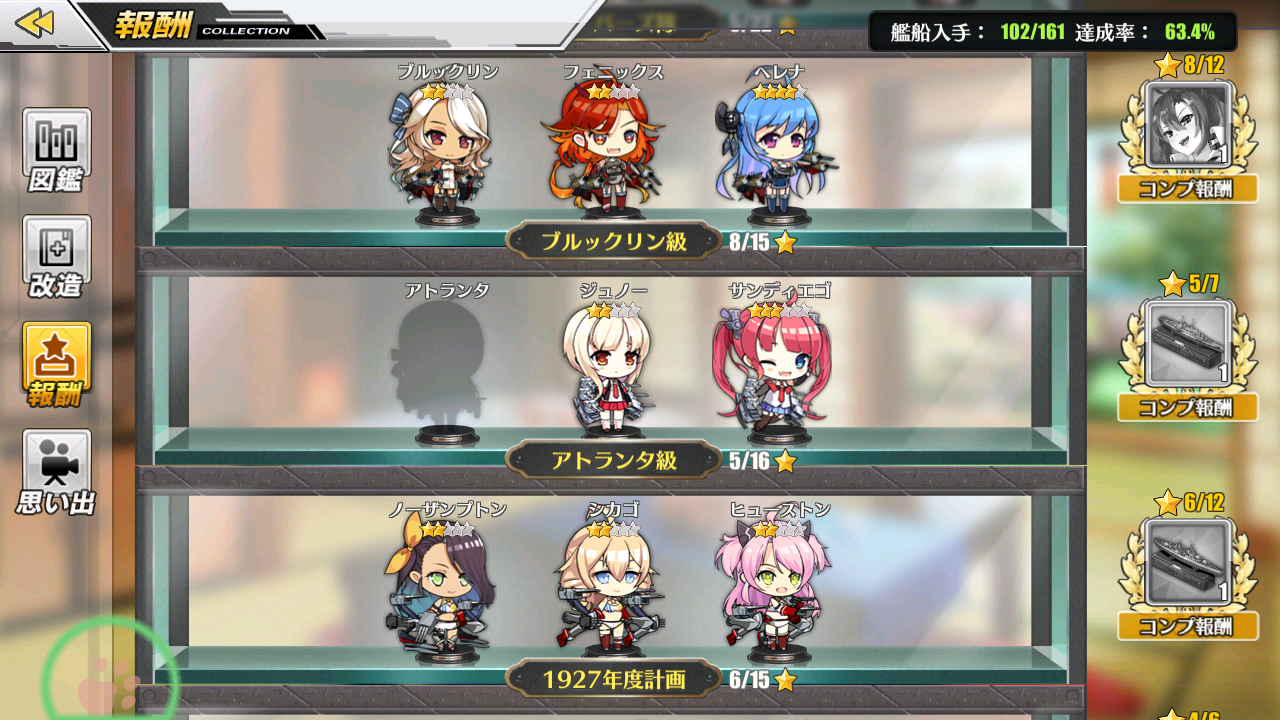 報酬 COLLECTION
艦船入手： 102/161 達成率： 63.4%
図鑑
改造
報酬
思い出
ブルックリン フェニックス ヘレナ
ブルックリン級 8/15
8/12
コンプ報酬
1
アトランタ ジュノー サンディエゴ
アトランタ級 5/16
5/7
コンプ報酬
1
ノーザンプトン シカゴ ヒューストン
1927年度計画 6/15
6/12
コンプ報酬
1
4/6